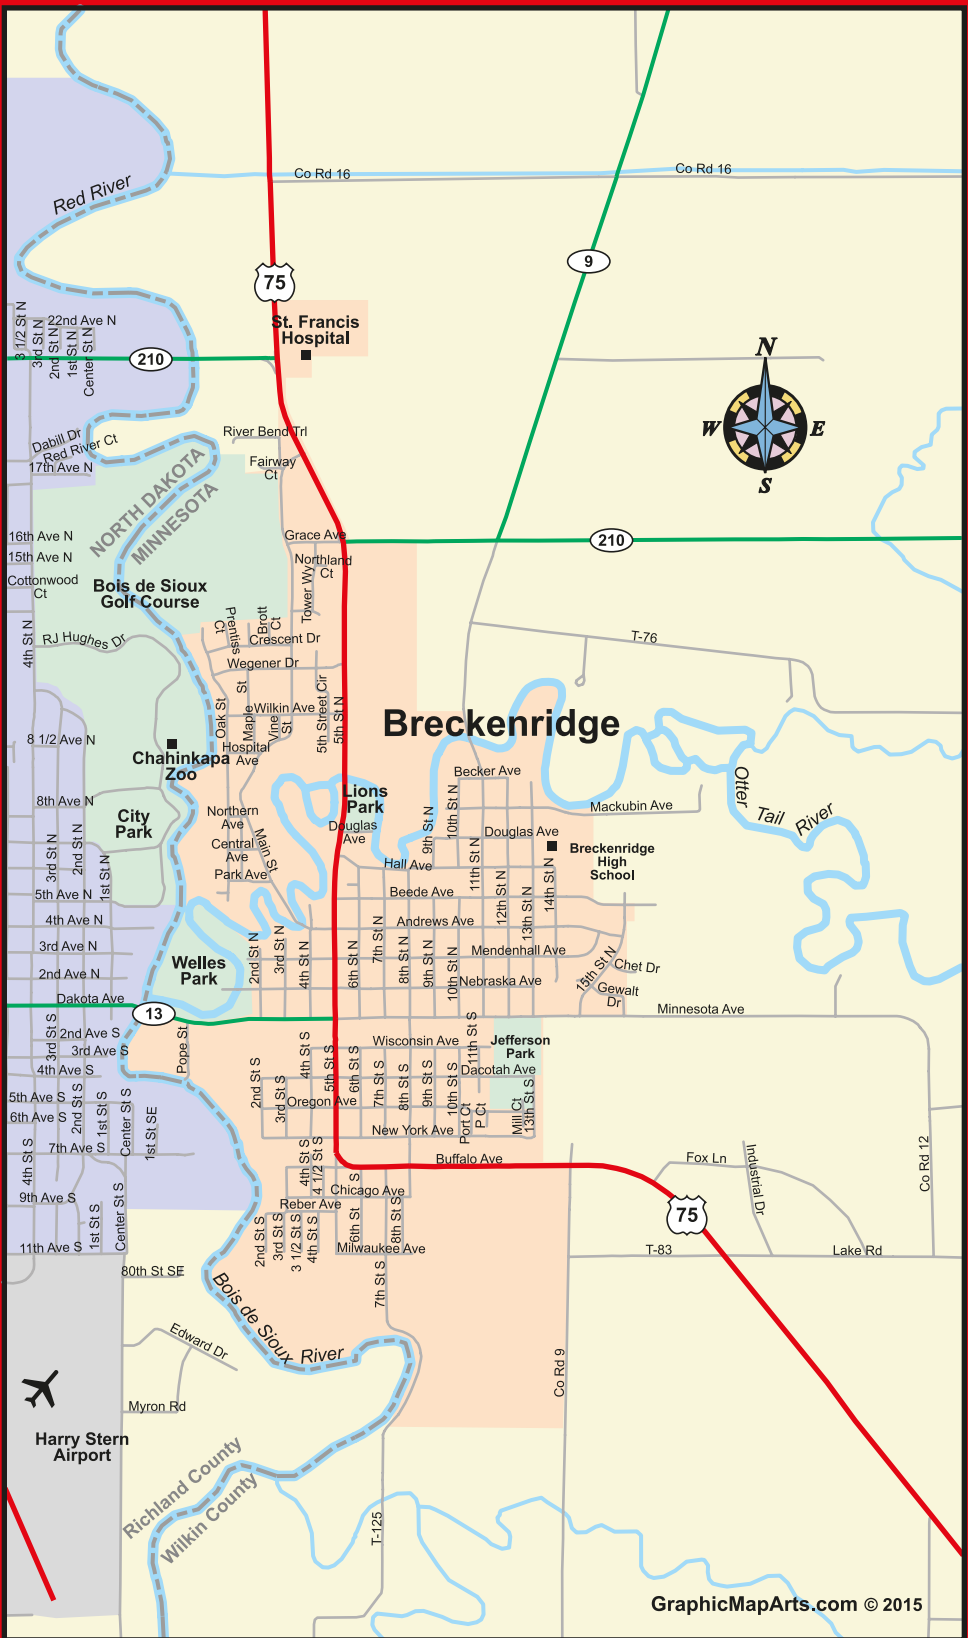 Red River
Co Rd 16
Co Rd 16
75
9
St. Francis
Hospital
3 1/2 St N
3rd St N
2nd St N
1st St N
Center St N
22nd Ave N
210
N
W
E
S
River Bend Trl
Fairway
Ct
Dabill Dr
Red River Ct
17th Ave N
NORTH DAKOTA
MINNESOTA
16th Ave N
15th Ave N
Cottonwood
Ct
Grace Ave
210
Northland
Ct
Tower Wy
Bois de Sioux
Golf Course
Prentiss
Ct
Brott
Ct
Crescent Dr
4th St N
RJ Hughes Dr
T-76
Wegener Dr
Oak St
Maple
St
Wilkin Ave
Vine
St
5th Street Cir
5th St N
Breckenridge
8 1/2 Ave N
Hospital
Ave
Chahinkapa
Zoo
Becker Ave
Otter
Tail
River
Lions
Park
8th Ave N
City
Park
Northern
Ave
Central
Ave
Park Ave
Main St
Douglas
Ave
9th St N
10th St N
Mackubin Ave
Douglas Ave
Breckenridge
High
School
3rd St N
2nd St N
1st St N
Hall Ave
11th St N
12th St N
13th St N
14th St N
5th Ave N
Beede Ave
4th Ave N
Andrews Ave
3rd Ave N
Mendenhall Ave
Welles
Park
2nd St N
3rd St N
4th St N
6th St N
7th St N
8th St N
9th St N
10th St N
15th St N
Chet Dr
2nd Ave N
Nebraska Ave
Gewalt
Dr
Dakota Ave
13
Minnesota Ave
3rd St S
2nd Ave S
3rd Ave S
4th Ave S
Pope St
Wisconsin Ave
11th St S
Jefferson
Park
Dacotah Ave
2nd St S
3rd St S
4th St S
5th St S
6th St S
7th St S
8th St S
9th St S
10th St S
Port Ct
P Ct
Mill Ct
13th St S
5th Ave S
6th Ave S
2nd St S
1st St S
Center St S
1st St SE
Oregon Ave
New York Ave
7th Ave S
4th St S
4th St S
4 1/2 St S
Buffalo Ave
Fox Ln
Industrial Dr
Co Rd 12
9th Ave S
Chicago Ave
Reber Ave
75
1st St S
Center St S
2nd St S
3rd St S
3 1/2 St S
4th St S
6th St
S
8th St S
11th Ave S
Milwaukee Ave
T-83
Lake Rd
80th St SE
7th St S
Bois de Sioux
River
Edward Dr
Co Rd 9
Myron Rd
Harry Stern
Airport
Richland County
Wilkin County
T-125
GraphicMapArts.com © 2015